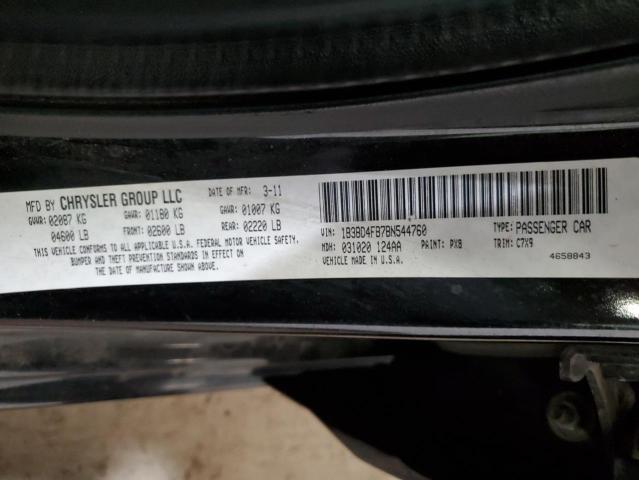 MFD BY CHRYSLER GROUP LLC DATE OF MFR: 3-11
GVWR: 02087 KG GAWR: 01180 KG GAWR: 01007 KG
04600 LB FRONT: 02600 LB REAR: 02220 LB
THIS VEHICLE CONFORMS TO ALL APPLICABLE U.S.A. FEDERAL MOTOR VEHICLE SAFETY,
BUMPER AND THEFT PREVENTION STANDARDS IN EFFECT ON
THE DATE OF MANUFACTURE SHOWN ABOVE.
VIN: 1B3BD4FB7BN544760 TYPE: PASSENGER CAR
MDH: 031020 124AA PAINT: PX8 TRIM: C7X9
VEHICLE MADE IN U.S.A. 4658843